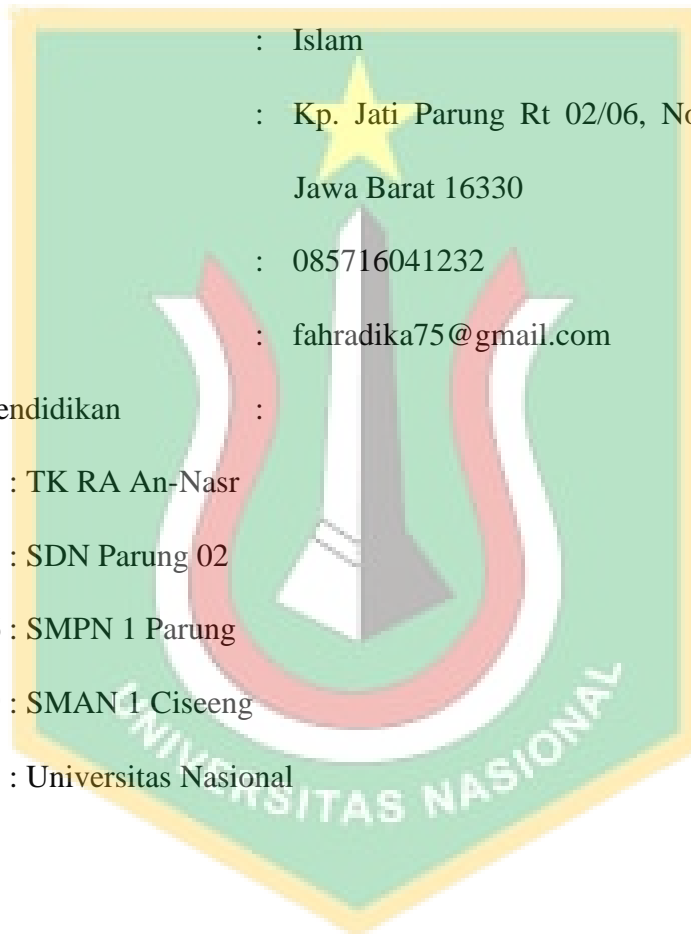 : Islam
: Kp. Jati Parung Rt 02/06, No
Jawa Barat 16330
: 085716041232
: fahradika75@gmail.com
endidikan :
: TK RA An-Nasr
: SDN Parung 02
: SMPN 1 Parung
: SMAN 1 Ciseeng
: Universitas Nasional
UNIVERSITAS NASIONAL